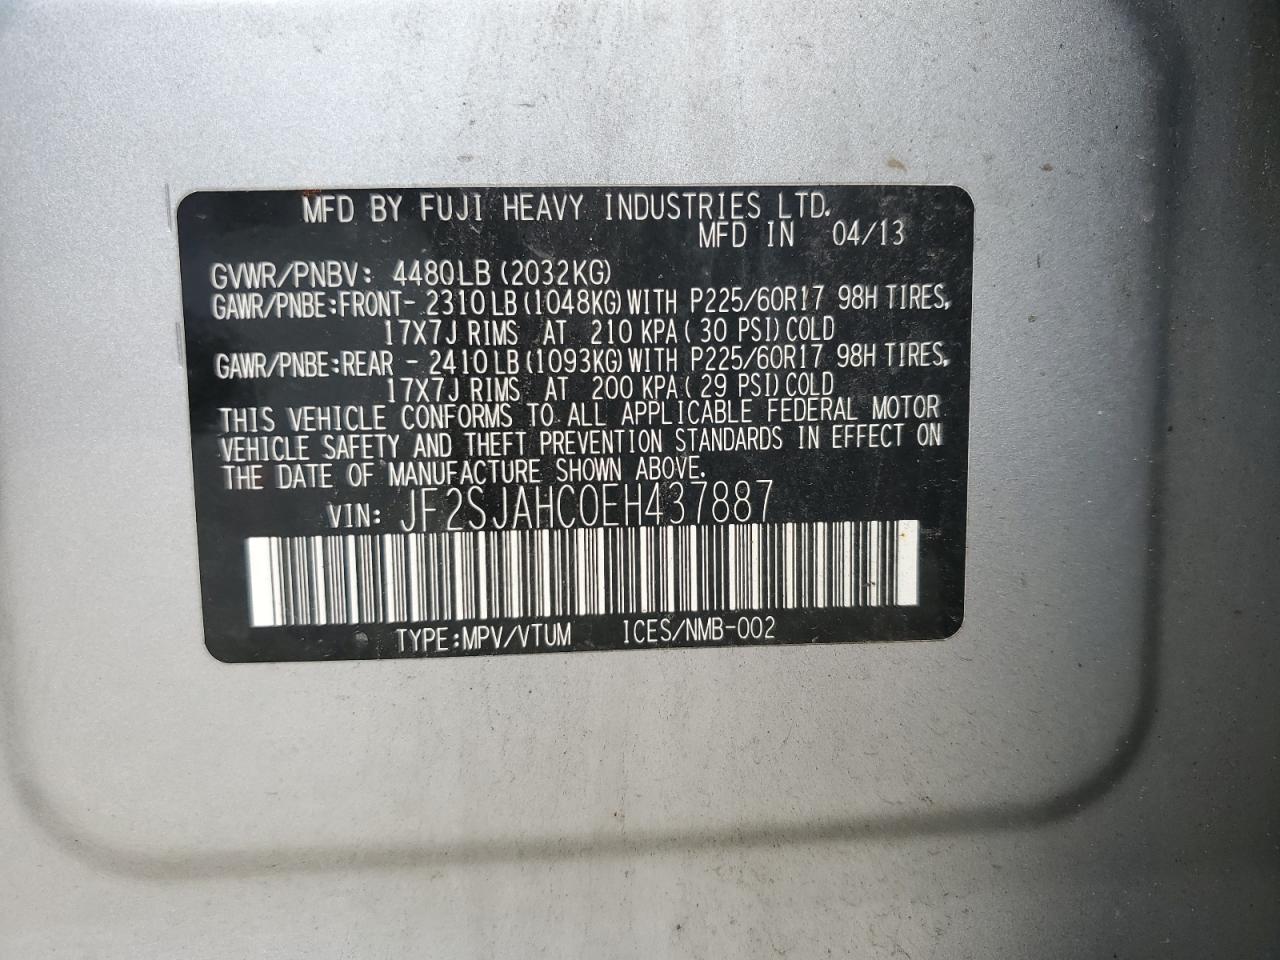 MFD BY FUJI HEAVY INDUSTRIES LTD.
MFD IN 04/13
GVWR/PNBV: 4480LB (2032KG)
GAWR/PNBE:FRONT- 2310LB (1048KG) WITH P225/60R17 98H TIRES,
17X7J RIMS AT 210 KPA ( 30 PSI) COLD
GAWR/PNBE:REAR - 2410LB (1093KG) WITH P225/60R17 98H TIRES,
17X7J RIMS AT 200 KPA ( 29 PSI) COLD
THIS VEHICLE CONFORMS TO ALL APPLICABLE FEDERAL MOTOR
VEHICLE SAFETY AND THEFT PREVENTION STANDARDS IN EFFECT ON
THE DATE OF MANUFACTURE SHOWN ABOVE.
VIN: JF2SJAHC0EH437887
TYPE:MPV/VTUM ICES/NMB-002